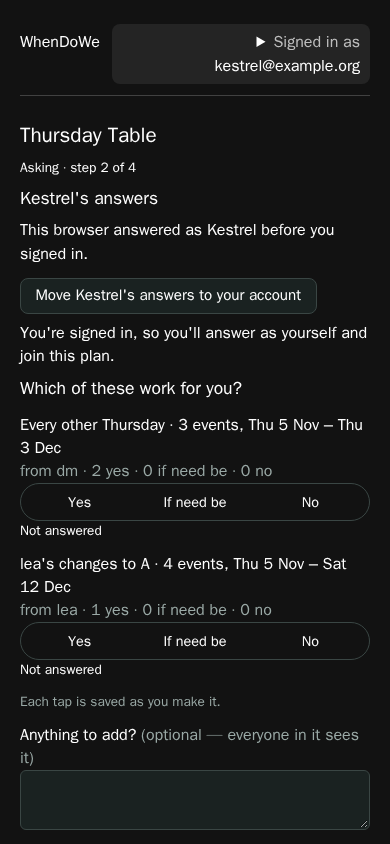 WhenDoWe
▶ Signed in as
kestrel@example.org
Thursday Table
Asking · step 2 of 4
Kestrel's answers
This browser answered as Kestrel before you
signed in.
Move Kestrel's answers to your account
You're signed in, so you'll answer as yourself and
join this plan.
Which of these work for you?
Every other Thursday · 3 events, Thu 5 Nov – Thu
3 Dec
from dm · 2 yes · 0 if need be · 0 no
Yes If need be No
Not answered
lea's changes to A · 4 events, Thu 5 Nov – Sat
12 Dec
from lea · 1 yes · 0 if need be · 0 no
Yes If need be No
Not answered
Each tap is saved as you make it.
Anything to add? (optional — everyone in it sees
it)